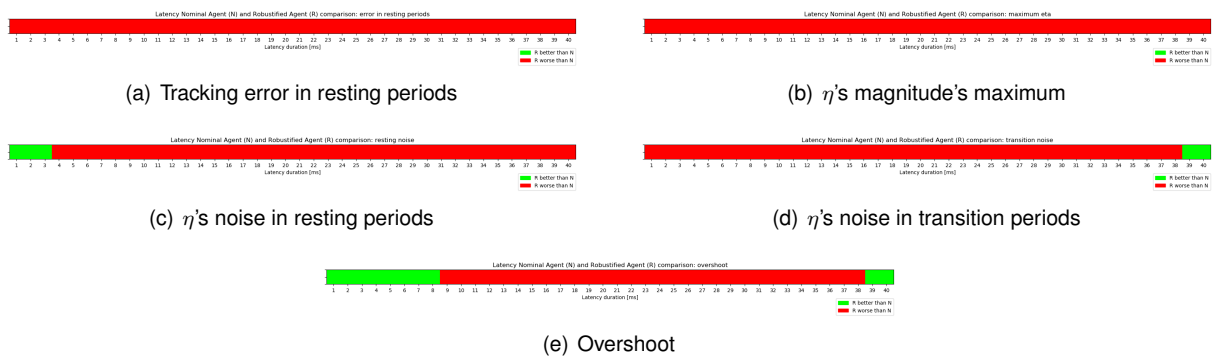 Latency Nominal Agent (N) and Robustified Agent (R) comparison: error in resting periods
1 2 3 4 5 6 7 8 9 10 11 12 13 14 15 16 17 18 19 20 21 22 23 24 25 26 27 28 29 30 31 32 33 34 35 36 37 38 39 40
Latency duration [ms]
R better than N
R worse than N
(a) Tracking error in resting periods
Latency Nominal Agent (N) and Robustified Agent (R) comparison: maximum eta
1 2 3 4 5 6 7 8 9 10 11 12 13 14 15 16 17 18 19 20 21 22 23 24 25 26 27 28 29 30 31 32 33 34 35 36 37 38 39 40
Latency duration [ms]
R better than N
R worse than N
(b) η's magnitude's maximum
Latency Nominal Agent (N) and Robustified Agent (R) comparison: resting noise
1 2 3 4 5 6 7 8 9 10 11 12 13 14 15 16 17 18 19 20 21 22 23 24 25 26 27 28 29 30 31 32 33 34 35 36 37 38 39 40
Latency duration [ms]
R better than N
R worse than N
(c) η's noise in resting periods
Latency Nominal Agent (N) and Robustified Agent (R) comparison: transition noise
1 2 3 4 5 6 7 8 9 10 11 12 13 14 15 16 17 18 19 20 21 22 23 24 25 26 27 28 29 30 31 32 33 34 35 36 37 38 39 40
Latency duration [ms]
R better than N
R worse than N
(d) η's noise in transition periods
Latency Nominal Agent (N) and Robustified Agent (R) comparison: overshoot
1 2 3 4 5 6 7 8 9 10 11 12 13 14 15 16 17 18 19 20 21 22 23 24 25 26 27 28 29 30 31 32 33 34 35 36 37 38 39 40
Latency duration [ms]
R better than N
R worse than N
(e) Overshoot